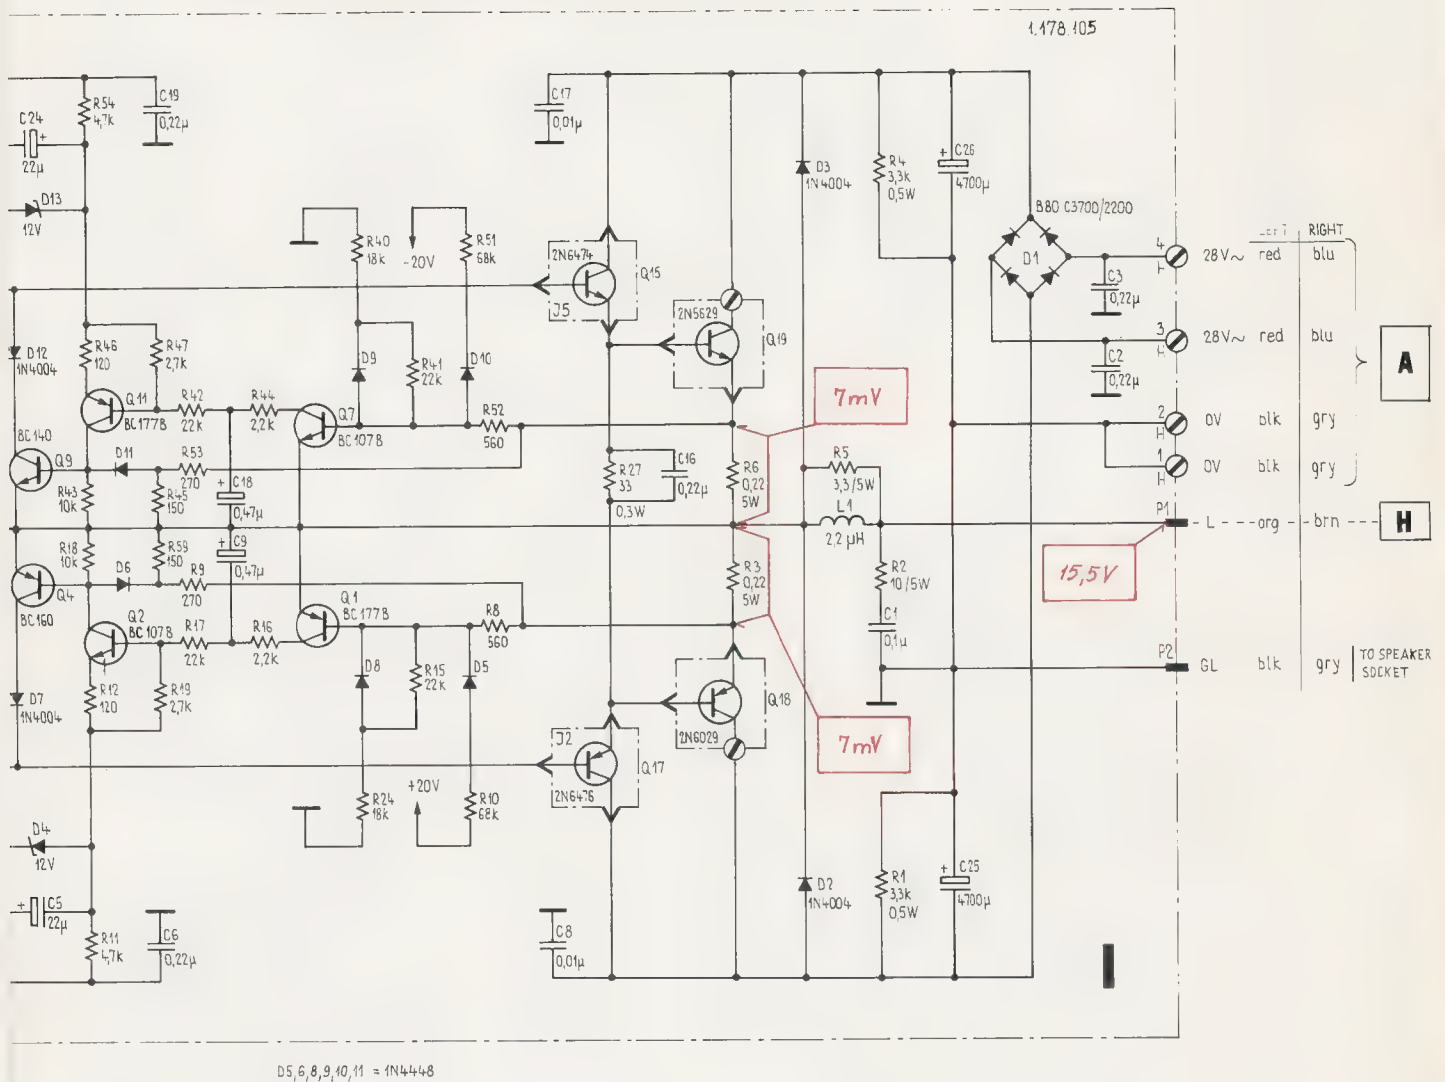 1.178.105
R54
4,7k
C19
0,22µ
C24
+
22µ
D13
12V
C17
0,01µ
D3
1N4004
R4
3,3k
0,5W
+ C26
4700µ
B80 C3700/2200
D1
RIGHT
4
H
28V~ red blu
C3
0,22µ
3
H
28V~ red blu
C2
0,22µ
A
2
H
0V blk gry
1
H
0V blk gry
R40
18k
-20V
R51
68k
2N6474
Q15
J5
2N5629
Q19
D12
1N4004
R46
120
R47
2,7k
D9
R41
22k
D10
7mV
Q11
BC177B
R42
22k
R44
2,2k
Q7
BC107B
R52
560
BC140
Q9
D11
R53
270
R43
10k
R45
150
+ C18
0,47µ
R27
33
0,3W
C16
0,22µ
R6
0,22
5W
R5
3,3/5W
L1
2,2 µH
P1
L org brn
H
R18
10k
D6
R59
150
R9
270
+ C9
0,47µ
R3
0,22
5W
R2
10/5W
15,5V
Q4
BC160
Q2
BC107B
R17
22k
R16
2,2k
Q1
BC177B
R8
560
C1
0,1µ
P2
GL blk gry
TO SPEAKER
SOCKET
D7
1N4004
R12
120
R19
2,7k
D8
R15
22k
D5
Q18
2N6029
7mV
J2
Q17
2N6476
R24
18k
+20V
R10
68k
D4
12V
+ C5
22µ
R11
4,7k
C6
0,22µ
C8
0,01µ
D2
1N4004
R1
3,3k
0,5W
+ C25
4700µ
D5,6,8,9,10,11 = 1N4448